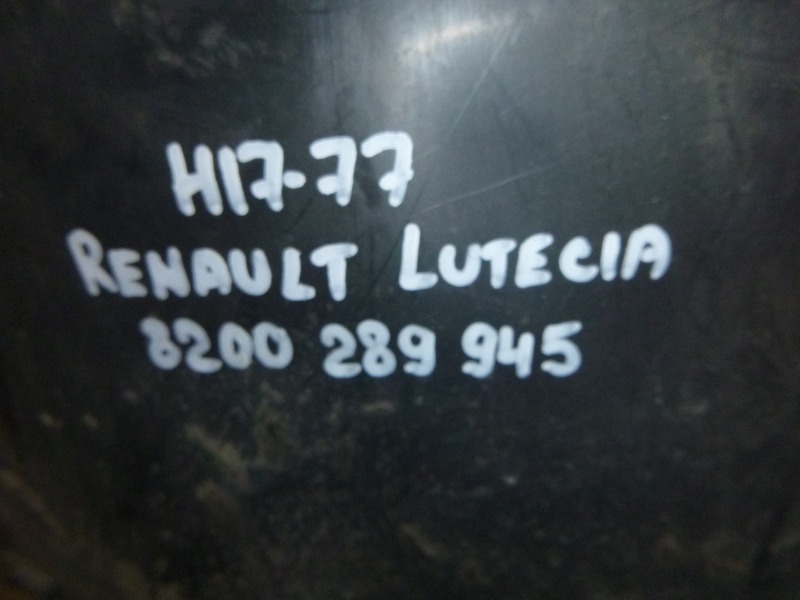 H17-77
RENAULT LUTECIA
8200 289 945